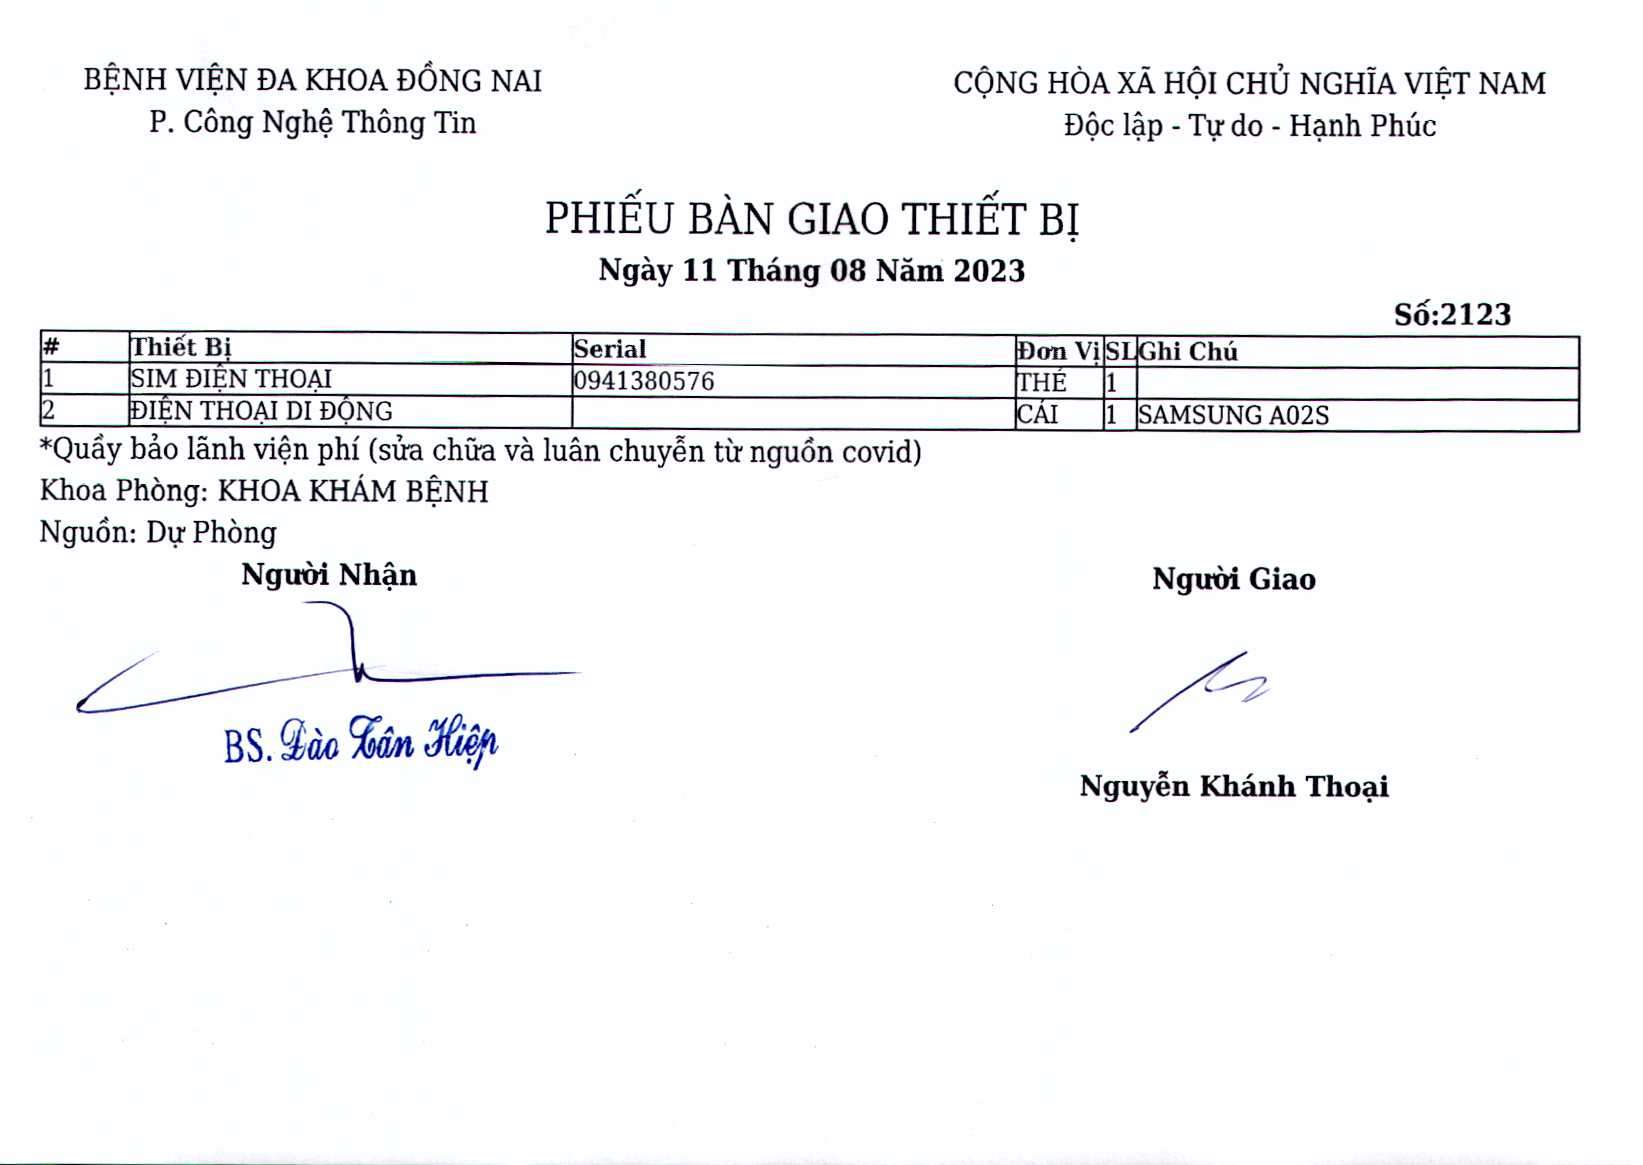 BỆNH VIỆN ĐA KHOA ĐỒNG NAI
P. Công Nghệ Thông Tin
CỘNG HÒA XÃ HỘI CHỦ NGHĨA VIỆT NAM
Độc lập - Tự do - Hạnh Phúc
PHIẾU BÀN GIAO THIẾT BỊ
Ngày 11 Tháng 08 Năm 2023
Số:2123
# Thiết Bị Serial Đơn Vị SL Ghi Chú
1 SIM ĐIỆN THOẠI 0941380576 THẺ 1
2 ĐIỆN THOẠI DI ĐỘNG CÁI 1 SAMSUNG A02S
*Quầy bảo lãnh viện phí (sửa chữa và luân chuyển từ nguồn covid)
Khoa Phòng: KHOA KHÁM BỆNH
Nguồn: Dự Phòng
Người Nhận
Người Giao
BS. Đào Tân Hiệp
Nguyễn Khánh Thoại